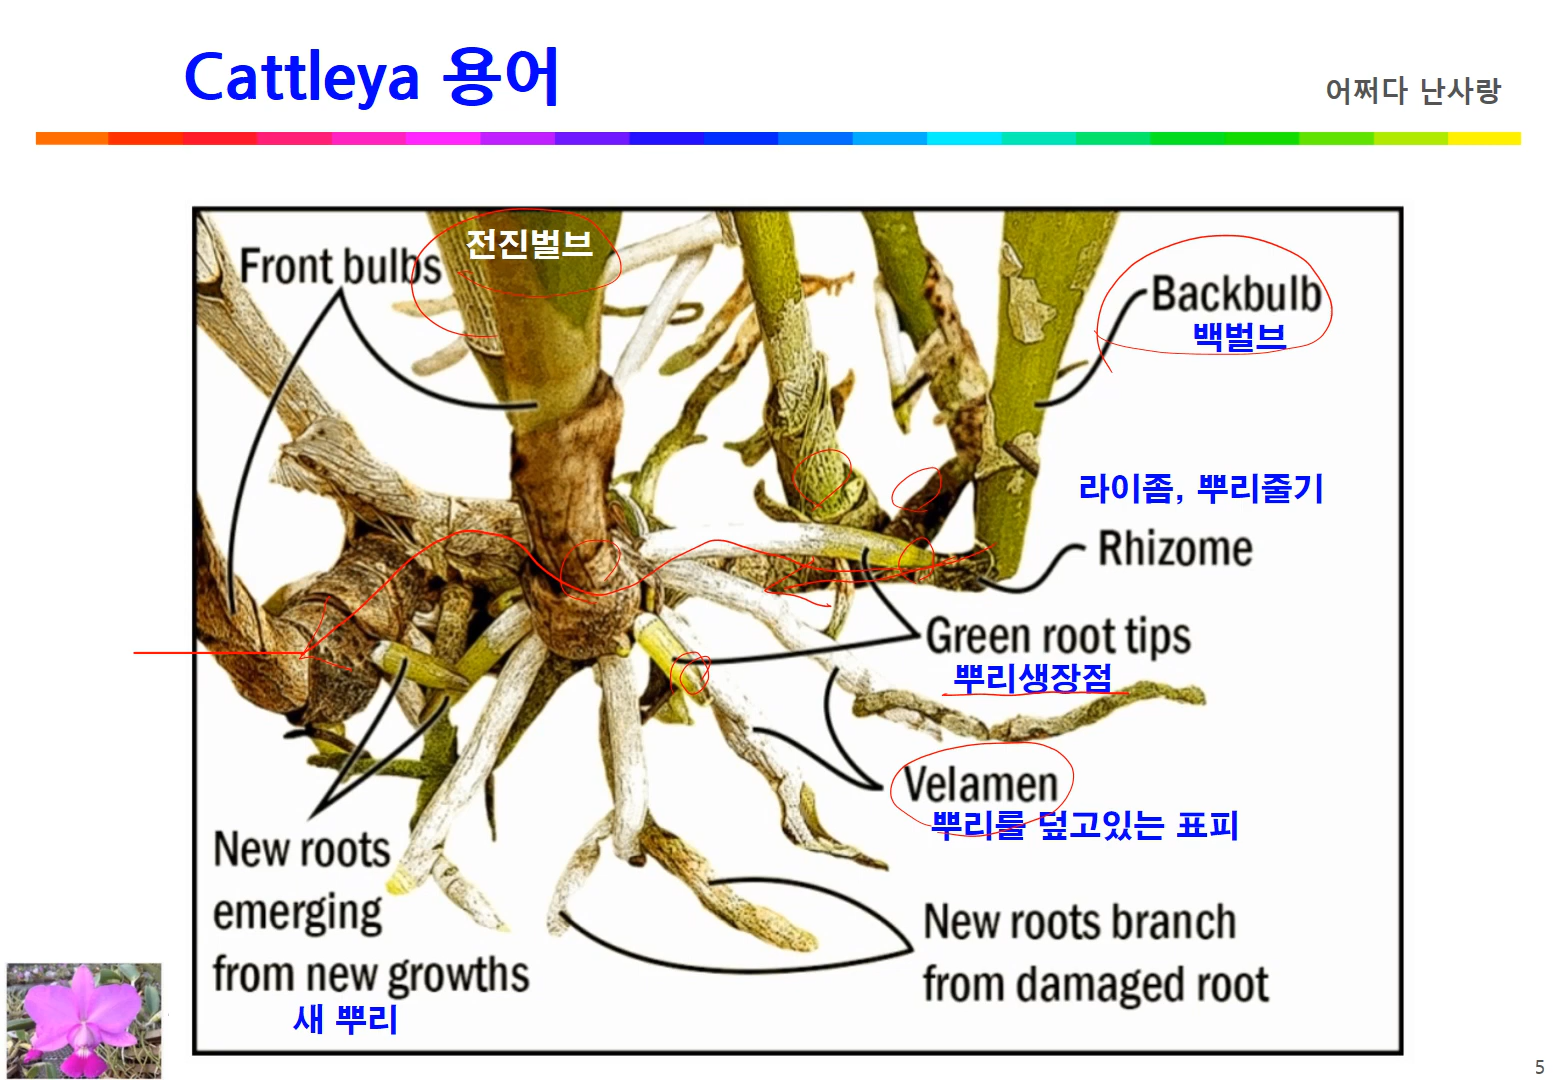 Cattleya 용어
어쩌다 난사랑
Front bulbs
전진벌브
Backbulb
백벌브
라이좀, 뿌리줄기
Rhizome
Green root tips
뿌리생장점
Velamen
뿌리를 덮고있는 표피
New roots
emerging
from new growths
새 뿌리
New roots branch
from damaged root
5